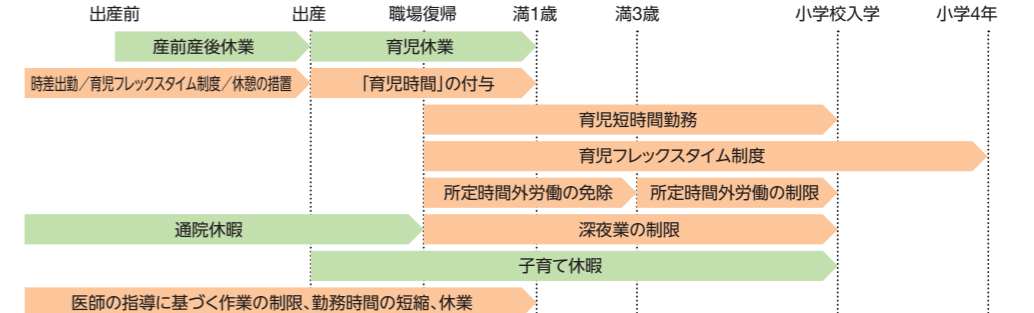 出産前 出産 職場復帰 満1歳 満3歳 小学校入学 小学4年
産前産後休業 育児休業
時差出勤／育児フレックスタイム制度／休憩の措置 「育児時間」の付与
育児短時間勤務
育児フレックスタイム制度
所定時間外労働の免除 所定時間外労働の制限
通院休暇 深夜業の制限
子育て休暇
医師の指導に基づく作業の制限、勤務時間の短縮、休業